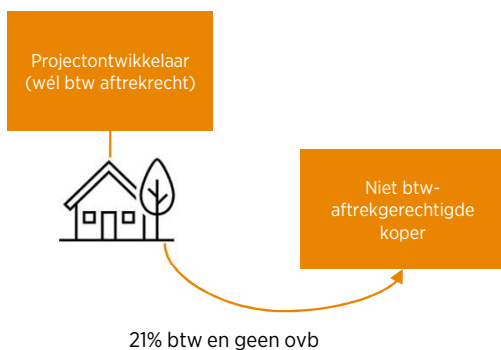 Projectontwikkelaar
(wél btw aftrekrecht)
Niet btw-
aftrekgerechtigde
koper
21% btw en geen ovb